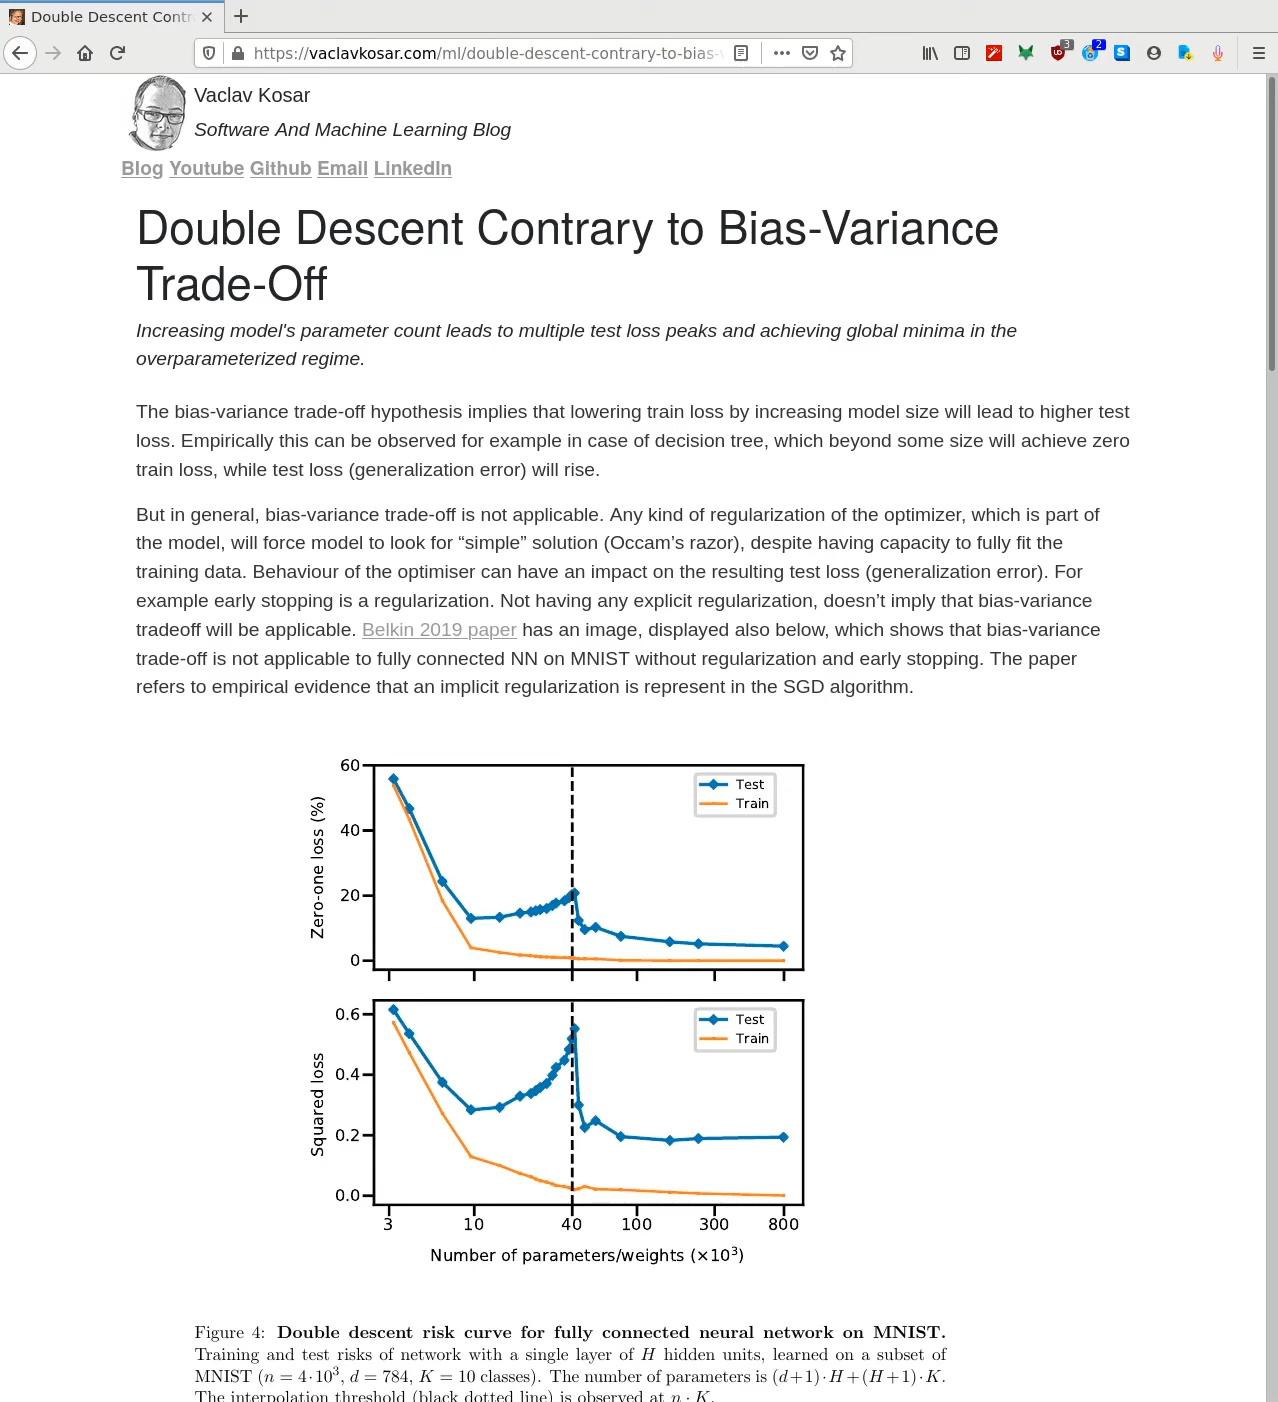 Double Descent Contr
https://vaclavkosar.com/ml/double-descent-contrary-to-bias-v
3
2
Vaclav Kosar
Software And Machine Learning Blog
Blog Youtube Github Email LinkedIn
Double Descent Contrary to Bias-Variance
Trade-Off
Increasing model's parameter count leads to multiple test loss peaks and achieving global minima in the
overparameterized regime.
The bias-variance trade-off hypothesis implies that lowering train loss by increasing model size will lead to higher test
loss. Empirically this can be observed for example in case of decision tree, which beyond some size will achieve zero
train loss, while test loss (generalization error) will rise.
But in general, bias-variance trade-off is not applicable. Any kind of regularization of the optimizer, which is part of
the model, will force model to look for “simple” solution (Occam’s razor), despite having capacity to fully fit the
training data. Behaviour of the optimiser can have an impact on the resulting test loss (generalization error). For
example early stopping is a regularization. Not having any explicit regularization, doesn’t imply that bias-variance
tradeoff will be applicable. Belkin 2019 paper has an image, displayed also below, which shows that bias-variance
trade-off is not applicable to fully connected NN on MNIST without regularization and early stopping. The paper
refers to empirical evidence that an implicit regularization is represent in the SGD algorithm.
Zero-one loss (%)
60
40
20
0
Test
Train
Squared loss
0.6
0.4
0.2
0.0
Test
Train
3 10 40 100 300 800
Number of parameters/weights (×10³)
Figure 4: Double descent risk curve for fully connected neural network on MNIST.
Training and test risks of network with a single layer of H hidden units, learned on a subset of
MNIST (n = 4·10³, d = 784, K = 10 classes). The number of parameters is (d+1)·H+(H+1)·K.
The interpolation threshold (black dotted line) is observed at n · K.